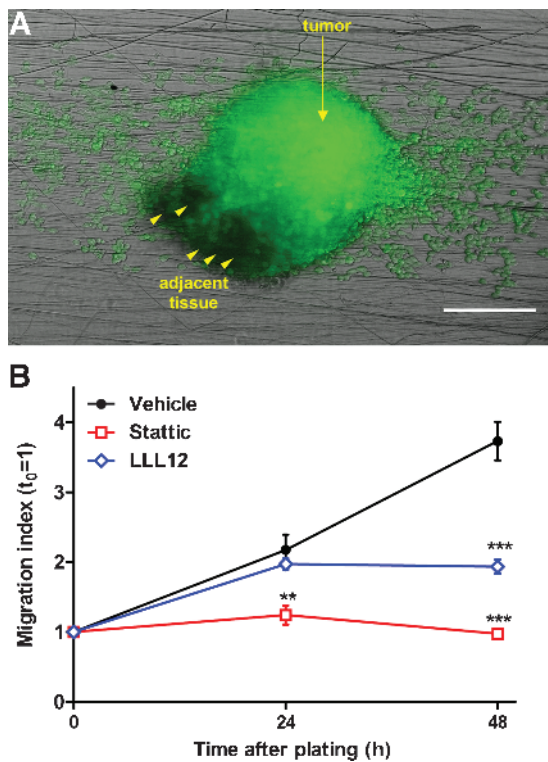 A
tumor
adjacent
tissue
B
Vehicle
Stattic
LLL12
Migration index (t₀=1)
4
3
2
1
0
***
**
***
0
24
48
Time after plating (h)